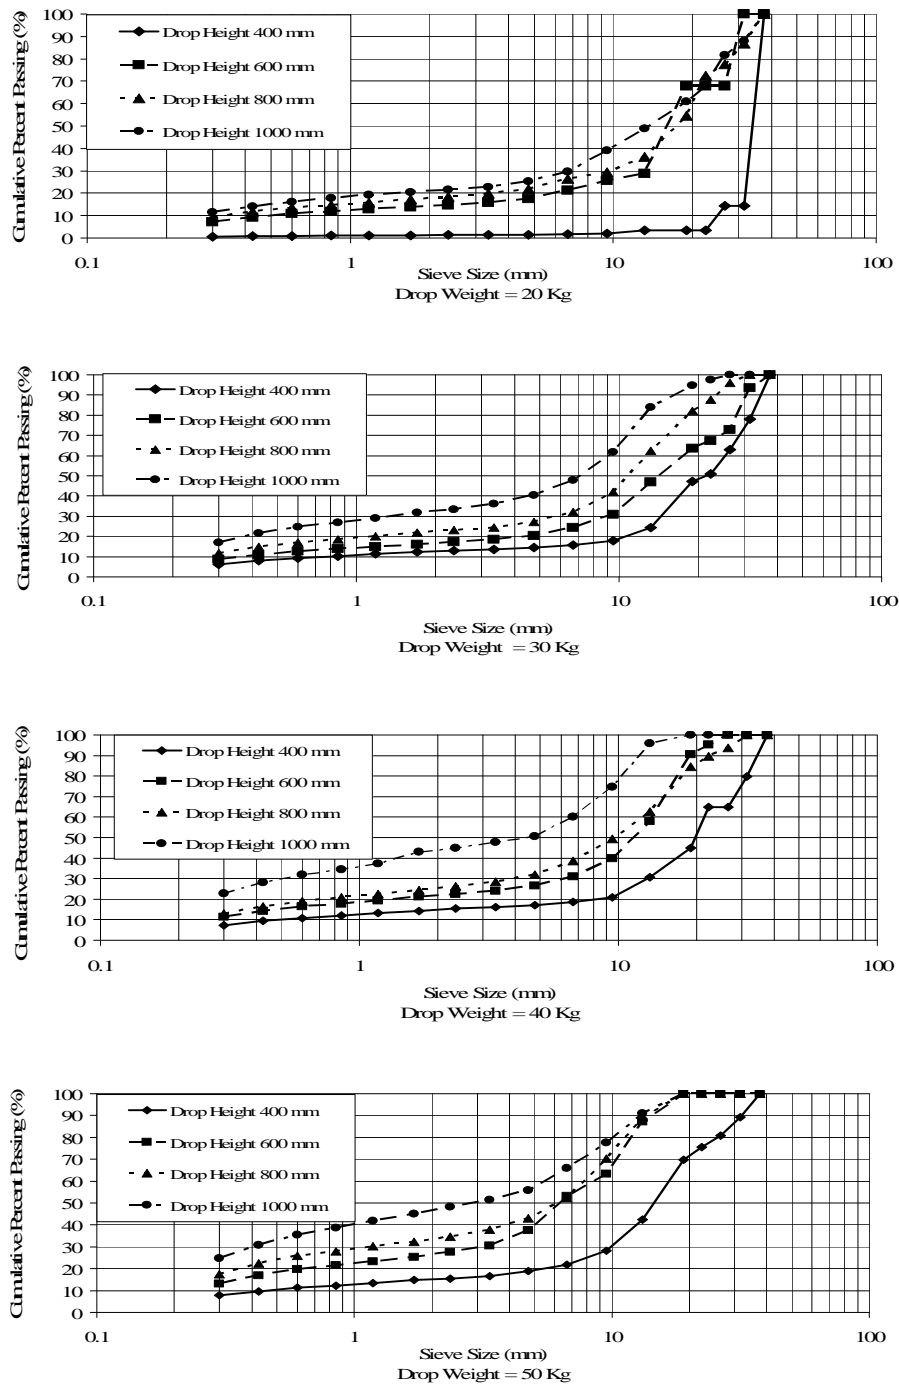 Cumulative Percent Passing (%)
100
90
80
70
60
50
40
30
20
10
0
Drop Height 400 mm
Drop Height 600 mm
Drop Height 800 mm
Drop Height 1000 mm
0.1 1 10 100
Sieve Size (mm)
Drop Weight = 20 Kg
Cumulative Percent Passing (%)
100
90
80
70
60
50
40
30
20
10
0
Drop Height 400 mm
Drop Height 600 mm
Drop Height 800 mm
Drop Height 1000 mm
0.1 1 10 100
Sieve Size (mm)
Drop Weight = 30 Kg
Cumulative Percent Passing (%)
100
90
80
70
60
50
40
30
20
10
0
Drop Height 400 mm
Drop Height 600 mm
Drop Height 800 mm
Drop Height 1000 mm
0.1 1 10 100
Sieve Size (mm)
Drop Weight = 40 Kg
Cumulative Percent Passing (%)
100
90
80
70
60
50
40
30
20
10
0
Drop Height 400 mm
Drop Height 600 mm
Drop Height 800 mm
Drop Height 1000 mm
0.1 1 10 100
Sieve Size (mm)
Drop Weight = 50 Kg